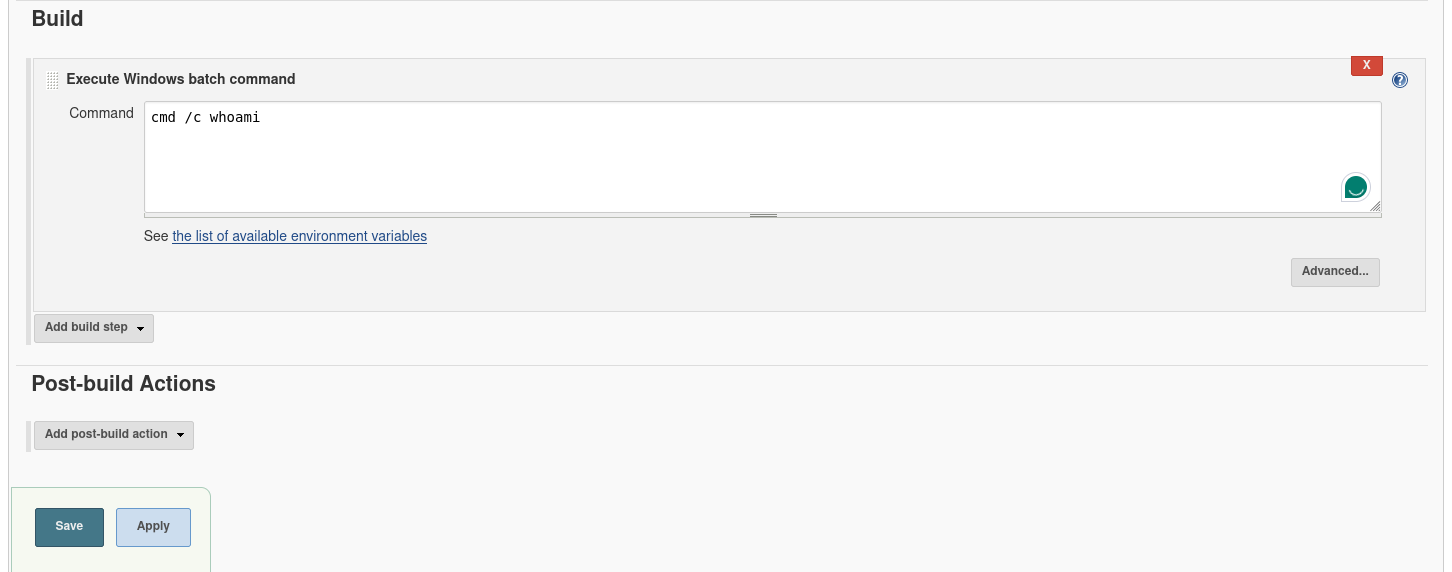 Build
Execute Windows batch command
X
?
Command
cmd /c whoami
See the list of available environment variables
Advanced...
Add build step
Post-build Actions
Add post-build action
Save
Apply